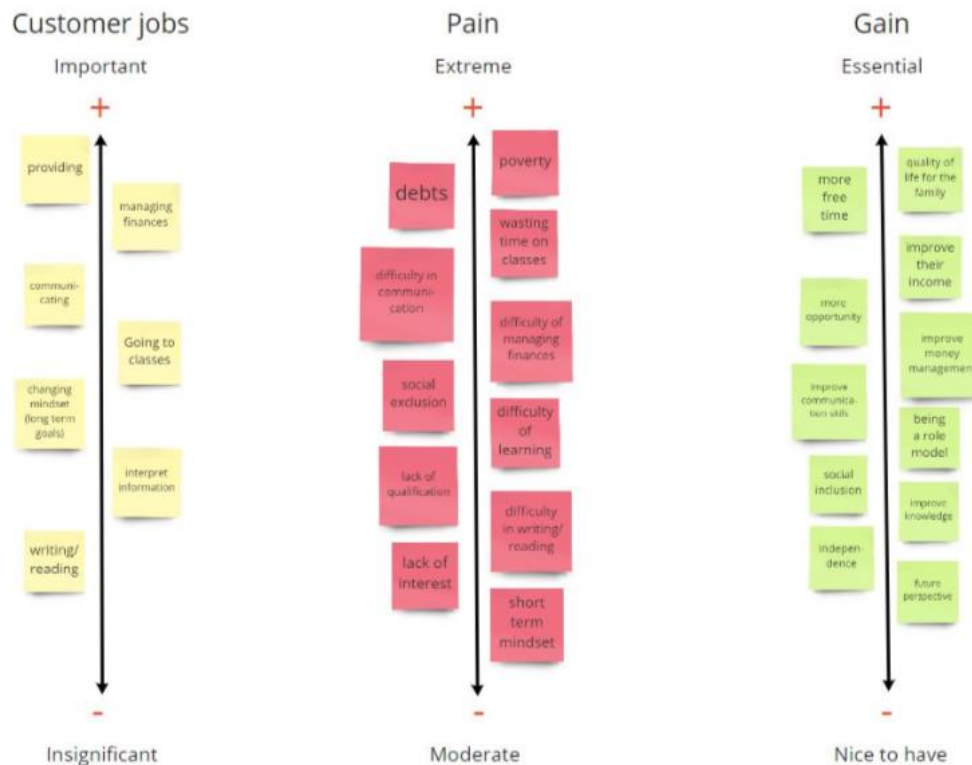 Customer jobs
Important
+
providing
managing
finances
communi-
cating
Going to
classes
changing
mindset
(long term
goals)
interpret
information
writing/
reading
-
Insignificant
Pain
Extreme
+
poverty
debts
wasting
time on
classes
difficulty in
communi-
cation
difficulty of
managing
finances
social
exclusion
difficulty
of
learning
lack of
qualification
difficulty
in writing/
reading
lack of
interest
short
term
mindset
-
Moderate
Gain
Essential
+
quality of
life for the
family
more
free
time
improve
their
income
more
opportunity
improve
money
management
improve
communica-
tion skils
being
a role
model
social
inclusion
improve
knowledge
indepen-
dence
future
perspective
-
Nice to have